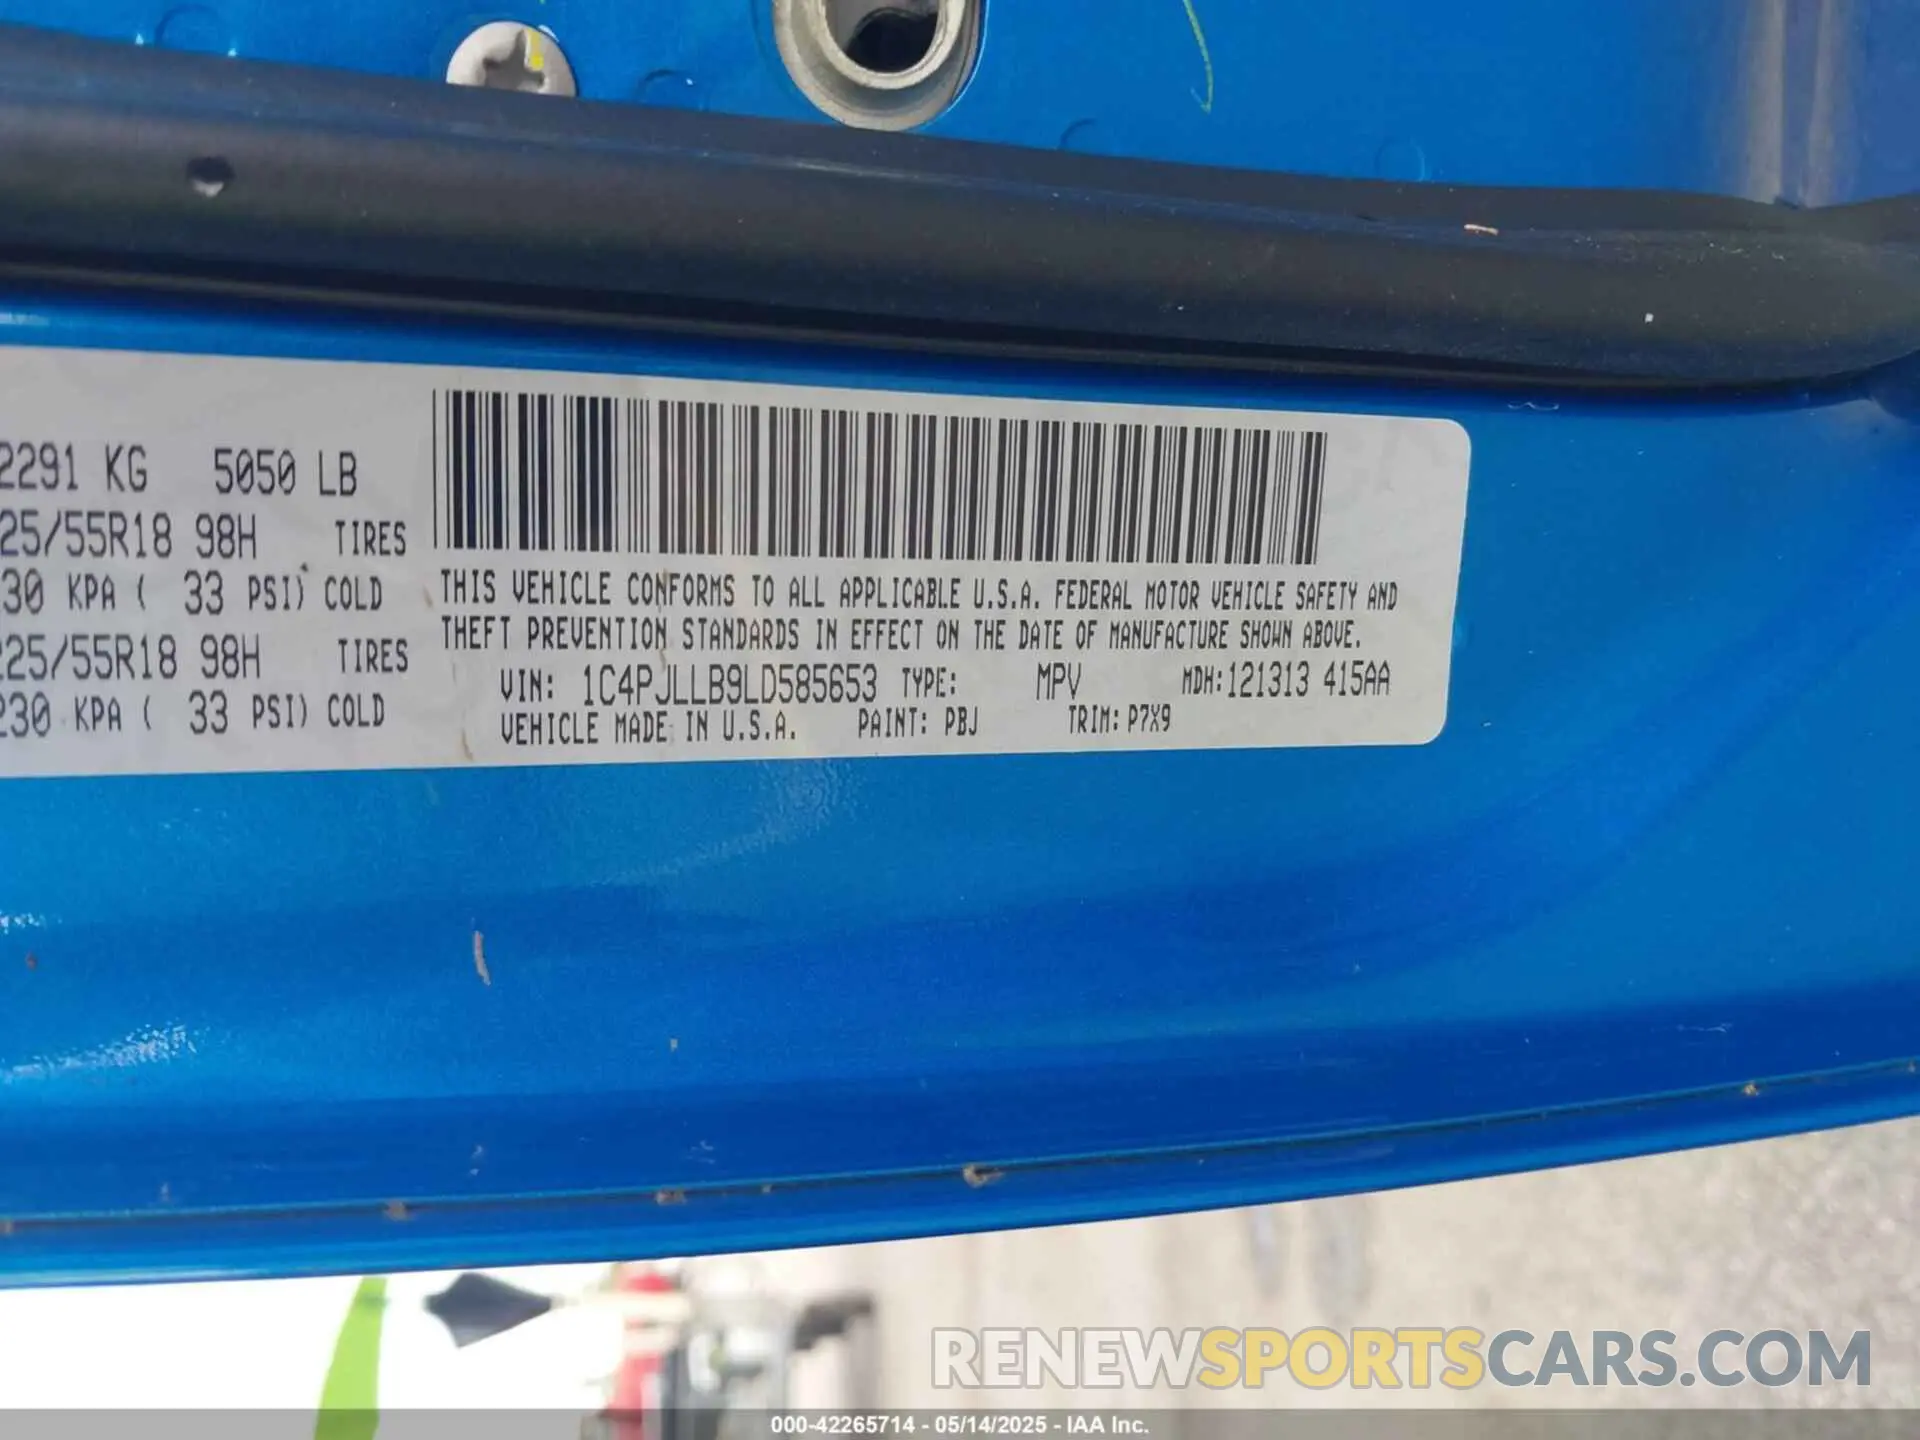 2291 KG 5050 LB
25/55R18 98H TIRES
30 KPA ( 33 PSI) COLD
225/55R18 98H TIRES
230 KPA ( 33 PSI) COLD
THIS VEHICLE CONFORMS TO ALL APPLICABLE U.S.A. FEDERAL MOTOR VEHICLE SAFETY AND
THEFT PREVENTION STANDARDS IN EFFECT ON THE DATE OF MANUFACTURE SHOWN ABOVE.
VIN: 1C4PJLLB9LD585653 TYPE: MPV MDH:121313 415AA
VEHICLE MADE IN U.S.A. PAINT: PBJ TRIM: P7X9
RENEWSPORTSCARS.COM
000-42265714 - 05/14/2025 - IAA Inc.